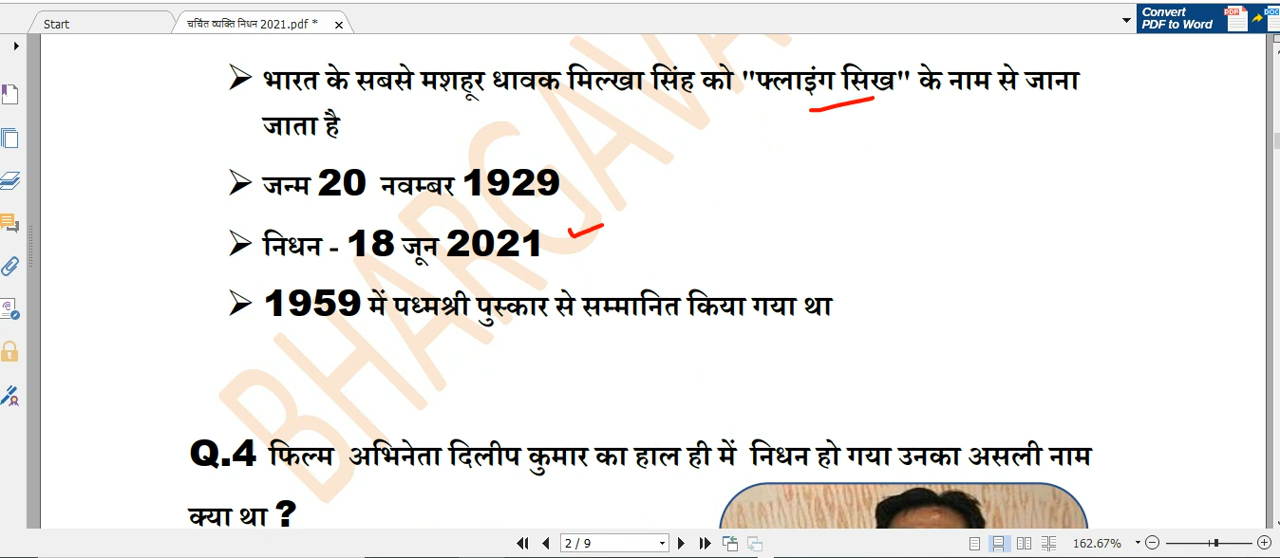 Start
चर्चित व्यक्ति निधन 2021.pdf *
Convert
PDF to Word
भारत के सबसे मशहूर धावक मिल्खा सिंह को "फ्लाइंग सिख" के नाम से जाना
जाता है
जन्म 20 नवम्बर 1929
निधन - 18 जून 2021
1959 में पध्मश्री पुस्कार से सम्मानित किया गया था
BHARGAVA
Q.4 फिल्म अभिनेता दिलीप कुमार का हाल ही में निधन हो गया उनका असली नाम
क्या था ?
2 / 9
162.67%